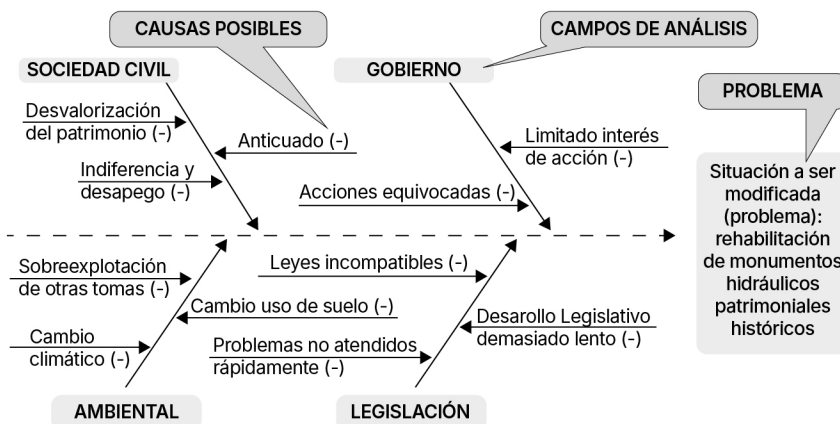 CAUSAS POSIBLES
CAMPOS DE ANÁLISIS
SOCIEDAD CIVIL
GOBIERNO
PROBLEMA
Desvalorización
del patrimonio (-)
Anticuado (-)
Indiferencia y
desapego (-)
Limitado interés
de acción (-)
Acciones equivocadas (-)
Situación a ser
modificada
(problema):
rehabilitación
de monumentos
hidráulicos
patrimoniales
históricos
Sobreexplotación
de otras tomas (-)
Cambio uso de suelo (-)
Cambio
climático (-)
Leyes incompatibles (-)
Desarollo Legislativo
demasiado lento (-)
Problemas no atendidos
rápidamente (-)
AMBIENTAL
LEGISLACIÓN